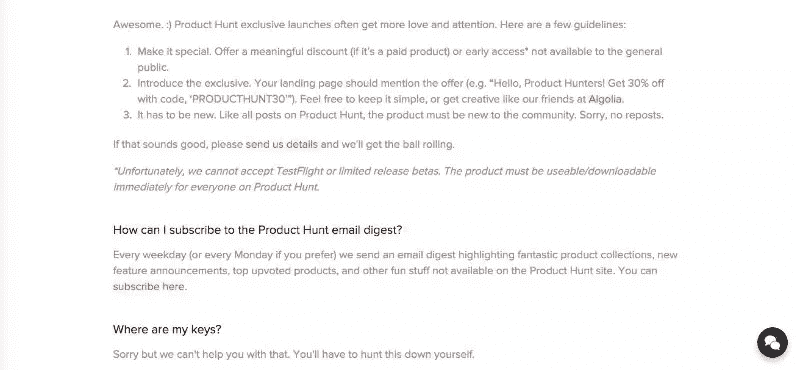 Awesome. :) Product Hunt exclusive launches often get more love and attention. Here are a few guidelines:
1. Make it special. Offer a meaningful discount (if it's a paid product) or early access* not available to the general
public.
2. Introduce the exclusive. Your landing page should mention the offer (e.g. "Hello, Product Hunters! Get 30% off
with code, 'PRODUCTHUNT30'"). Feel free to keep it simple, or get creative like our friends at Algolia.
3. It has to be new. Like all posts on Product Hunt, the product must be new to the community. Sorry, no reposts.
If that sounds good, please send us details and we'll get the ball rolling.
*Unfortunately, we cannot accept TestFlight or limited release betas. The product must be useable/downloadable
immediately for everyone on Product Hunt.
How can I subscribe to the Product Hunt email digest?
Every weekday (or every Monday if you prefer) we send an email digest highlighting fantastic product collections, new
feature announcements, top upvoted products, and other fun stuff not available on the Product Hunt site. You can
subscribe here.
Where are my keys?
Sorry but we can't help you with that. You'll have to hunt this down yourself.